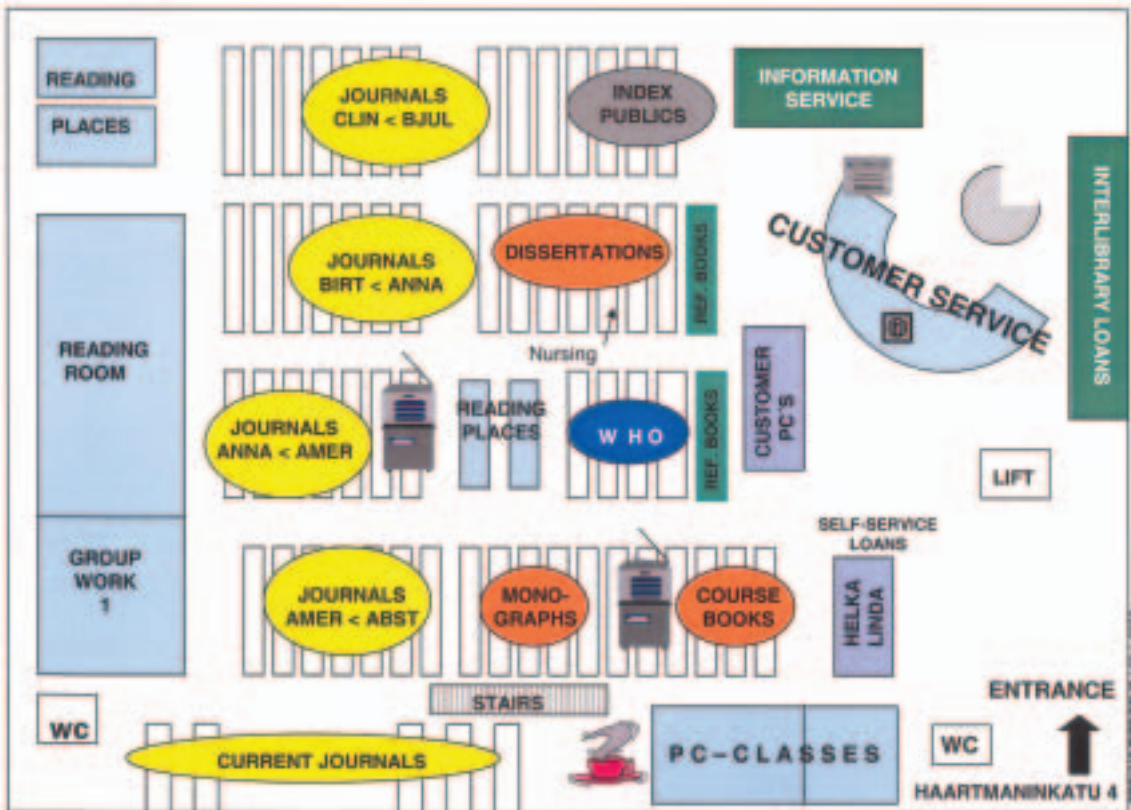 READING
PLACES
JOURNALS
CLIN < BJUL
INDEX
PUBLICS
INFORMATION
SERVICE
INTERLIBRARY LOANS
JOURNALS
BIRT < ANNA
DISSERTATIONS
REF. BOOKS
CUSTOMER SERVICE
Nursing
READING
ROOM
JOURNALS
ANNA < AMER
READING
PLACES
W H O
REF. BOOKS
CUSTOMER
PC´S
LIFT
SELF-SERVICE
LOANS
GROUP
WORK
1
JOURNALS
AMER < ABST
MONO-
GRAPHS
COURSE
BOOKS
HELKA
LINDA
STAIRS
ENTRANCE
WC
CURRENT JOURNALS
PC-CLASSES
WC
HAARTMANINKATU 4